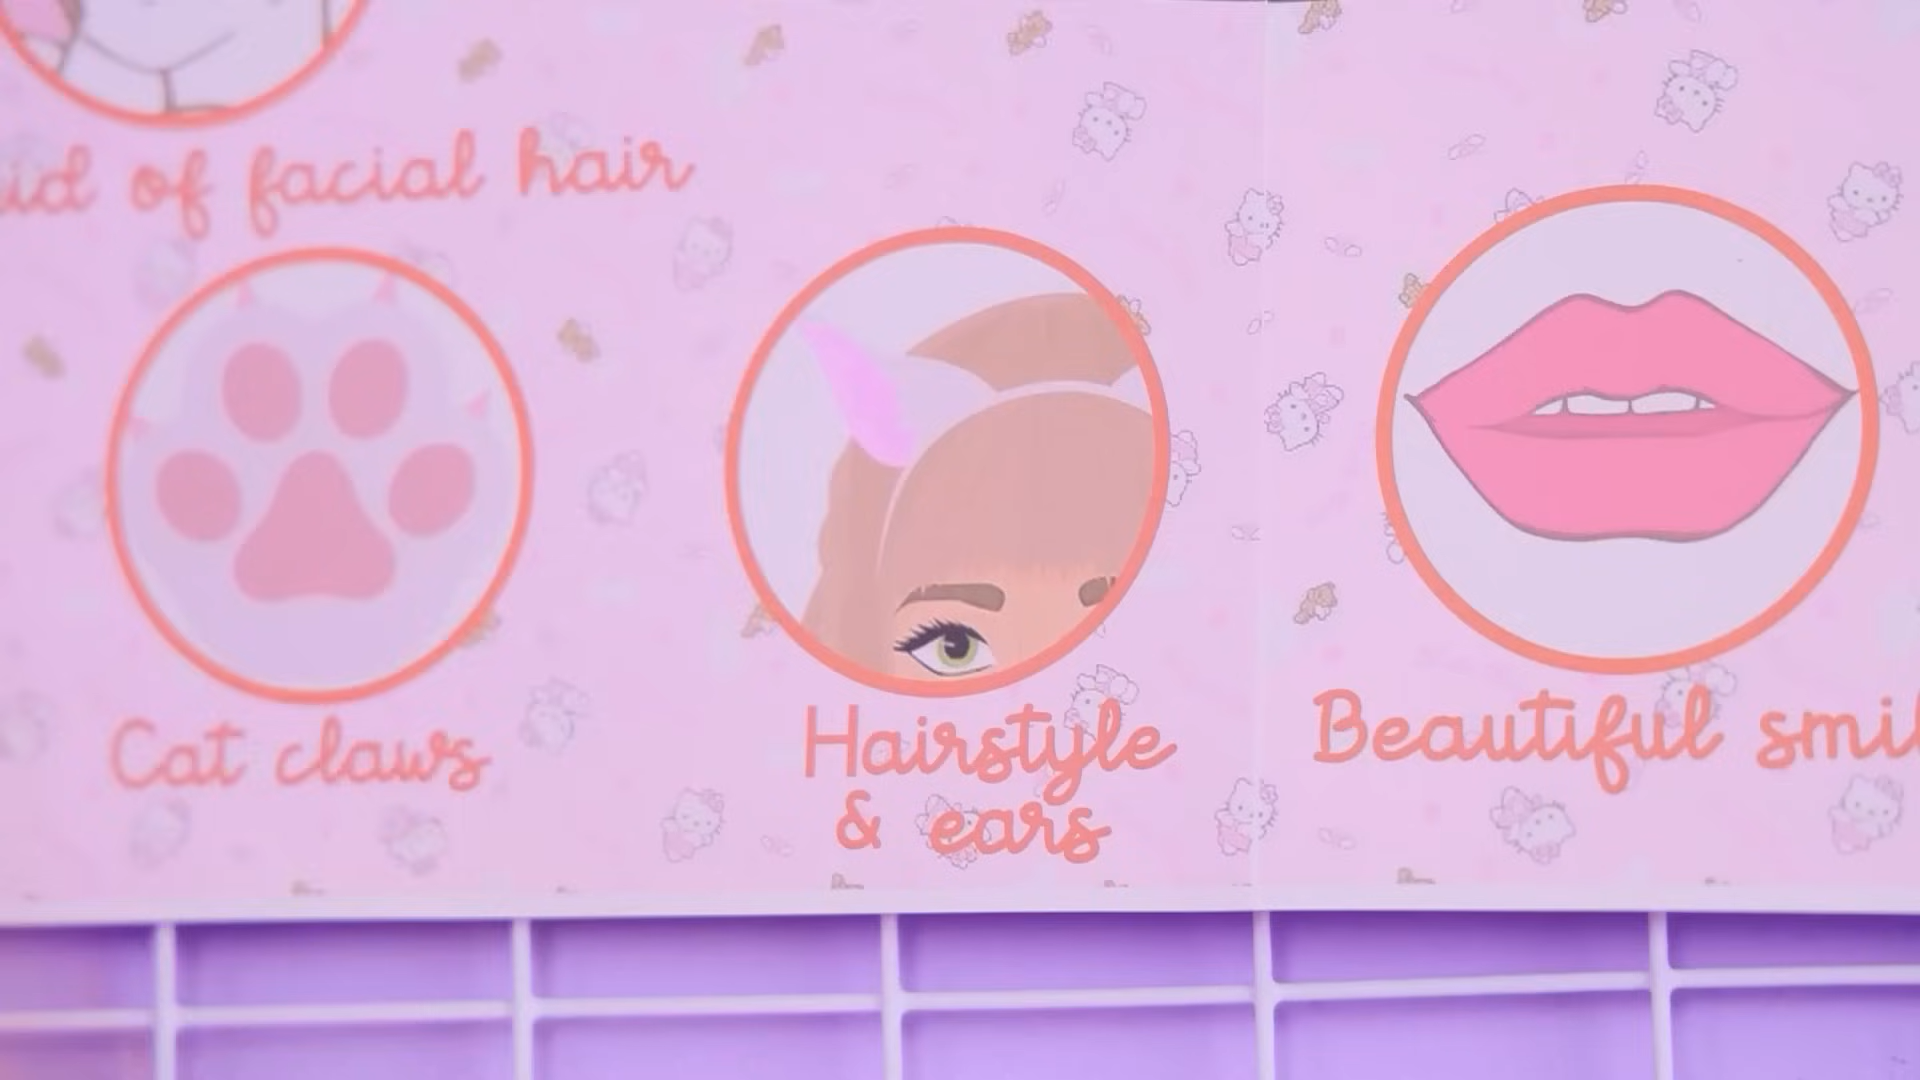 of facial hair
Cat claws
Hairstyle
& ears
Beautiful